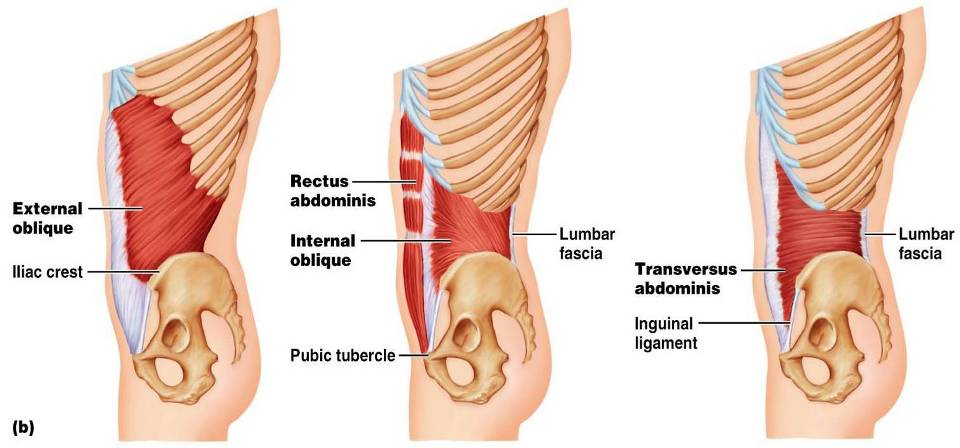 External
oblique
Iliac crest
Rectus
abdominis
Internal
oblique
Pubic tubercle
Lumbar
fascia
Transversus
abdominis
Inguinal
ligament
Lumbar
fascia
(b)